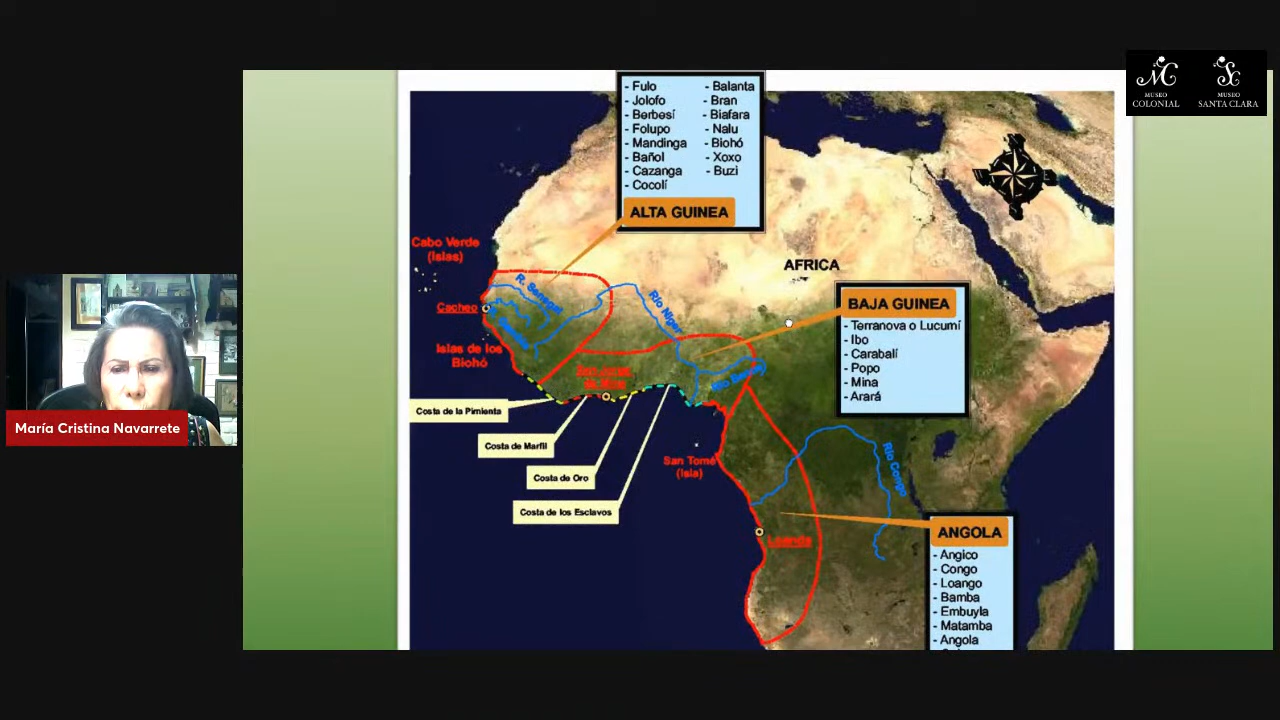 - Fulo
- Jolofo
- Berbesí
- Folupo
- Mandinga
- Bañol
- Cazanga
- Cocolí
- Balanta
- Bran
- Biafara
- Nalu
- Biohó
- Xoxo
- Buzi
ALTA GUINEA
MUSEO
COLONIAL
MUSEO
SANTA CLARA
Cabo Verde
(Islas)
AFRICA
R. Senegal
Cacheo
Río Niger
BAJA GUINEA
- Terranova o Lucumí
- Ibo
- Carabalí
- Popo
- Mina
- Arará
Islas de los
Biohó
Costa de la Pimienta
Costa de Marfil
Costa de Oro
Costa de los Esclavos
San Tomé
(Isla)
Río Congo
Loanda
ANGOLA
- Angico
- Congo
- Loango
- Bamba
- Embuyla
- Matamba
- Angola
María Cristina Navarrete